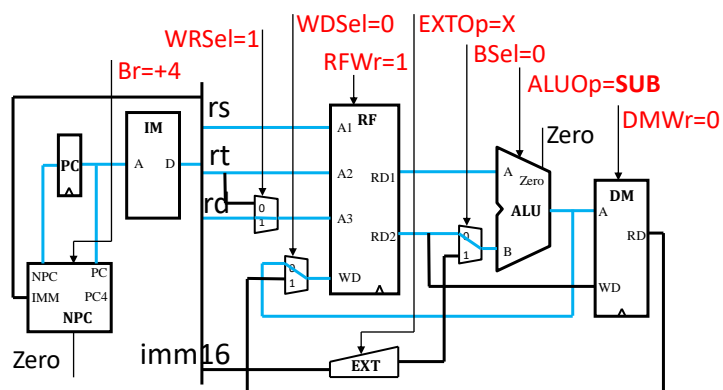 WDSel=0
EXTOp=X
WRSel=1
BSel=0
Br=+4
RFWr=1
ALUOp=SUB
DMWr=0
Zero
rs
IM
RF
A1
PC
A
D
rt
A2
RD1
A
Zero
ALU
DM
A
rd
0
1
A3
RD2
0
1
B
RD
NPC
PC
IMM
PC4
NPC
0
1
WD
WD
Zero
imm16
EXT